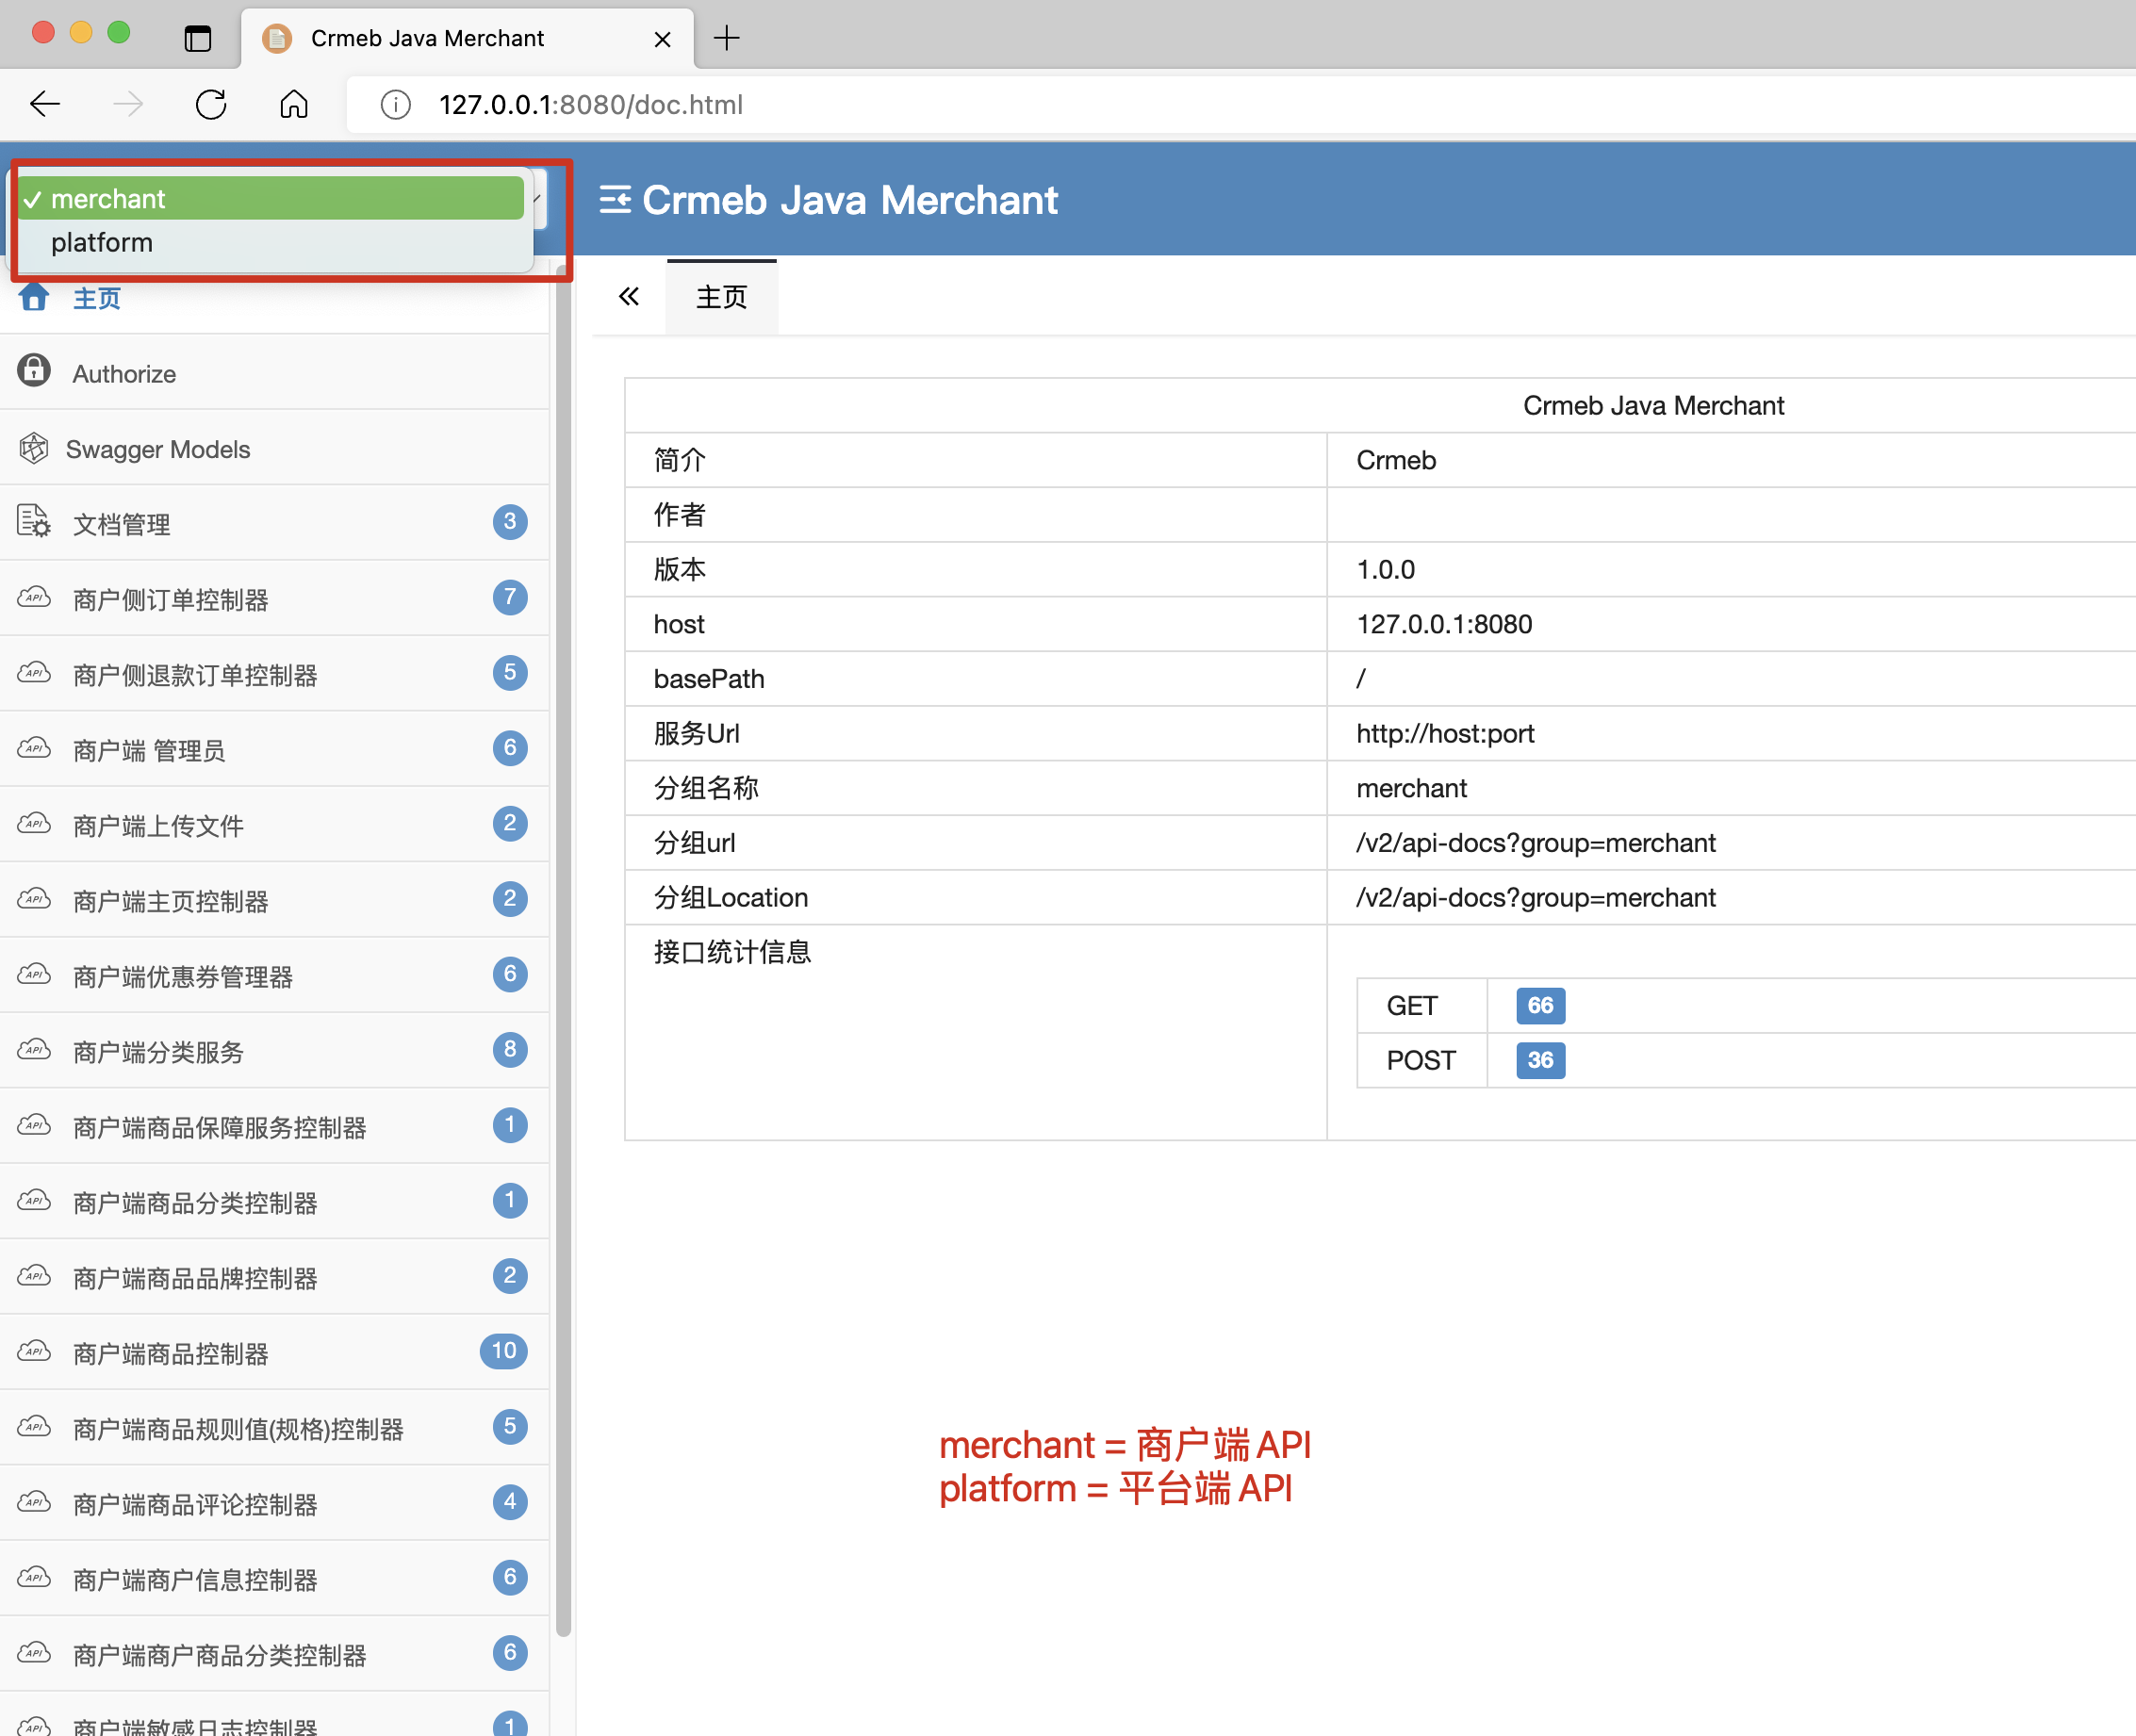 Crmeb Java Merchant
127.0.0.1:8080/doc.html
merchant
platform
Crmeb Java Merchant
主页
Authorize
Swagger Models
文档管理 3
商户侧订单控制器 7
商户侧退款订单控制器 5
商户端 管理员 6
商户端上传文件 2
商户端主页控制器 2
商户端优惠券管理器 6
商户端分类服务 8
商户端商品保障服务控制器 1
商户端商品分类控制器 1
商户端商品品牌控制器 2
商户端商品控制器 10
商户端商品规则值(规格)控制器 5
商户端商品评论控制器 4
商户端商户信息控制器 6
商户端商户商品分类控制器 6
商户端敏感日志控制器 1
主页
Crmeb Java Merchant
简介 Crmeb
作者
版本 1.0.0
host 127.0.0.1:8080
basePath /
服务Url http://host:port
分组名称 merchant
分组url /v2/api-docs?group=merchant
分组Location /v2/api-docs?group=merchant
接口统计信息
GET 66
POST 36
merchant = 商户端 API
platform = 平台端 API